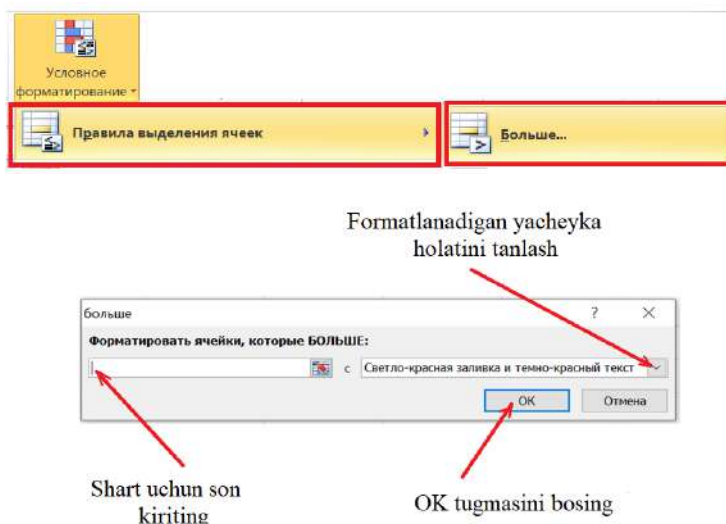 Условное
форматирование
Правила выделения ячеек
Больше...
Formatlanadigan yacheyka
holatini tanlash
больше ? ×
Форматировать ячейки, которые БОЛЬШЕ:
с Светло-красная заливка и темно-красный текст
ОК Отмена
Shart uchun son
kiriting
OK tugmasini bosing